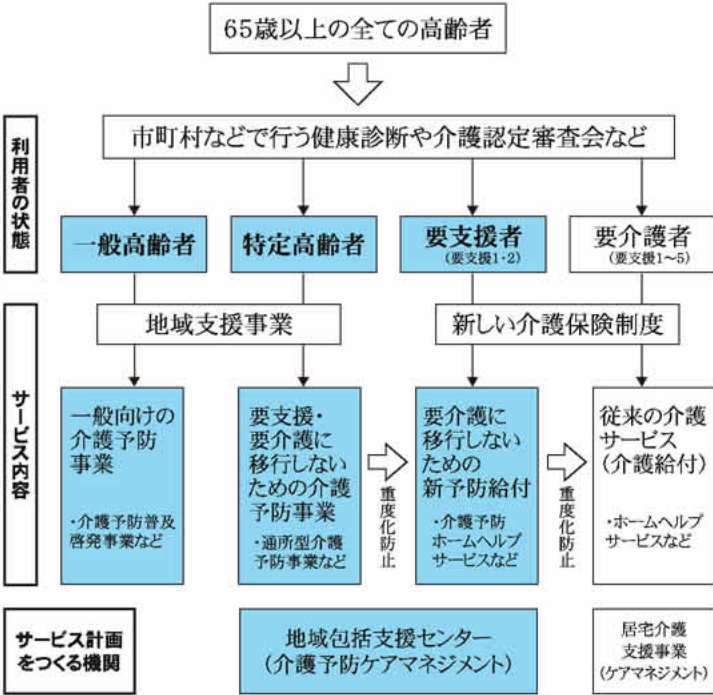 65歳以上の全ての高齢者
利用者の状態
市町村などで行う健康診断や介護認定審査会など
一般高齢者
特定高齢者
要支援者
(要支援1・2)
要介護者
(要支援1〜5)
サービス内容
地域支援事業
新しい介護保険制度
一般向けの
介護予防
事業
・介護予防普及
啓発事業など
要支援・
要介護に
移行しない
ための介護
予防事業
・通所型介護
予防事業など
重度化防止
要介護に
移行しない
ための
新予防給付
・介護予防
ホームヘルプ
サービスなど
重度化防止
従来の介護
サービス
(介護給付)
・ホームヘルプ
サービスなど
サービス計画
をつくる機関
地域包括支援センター
(介護予防ケアマネジメント)
居宅介護
支援事業
(ケアマネジメント)